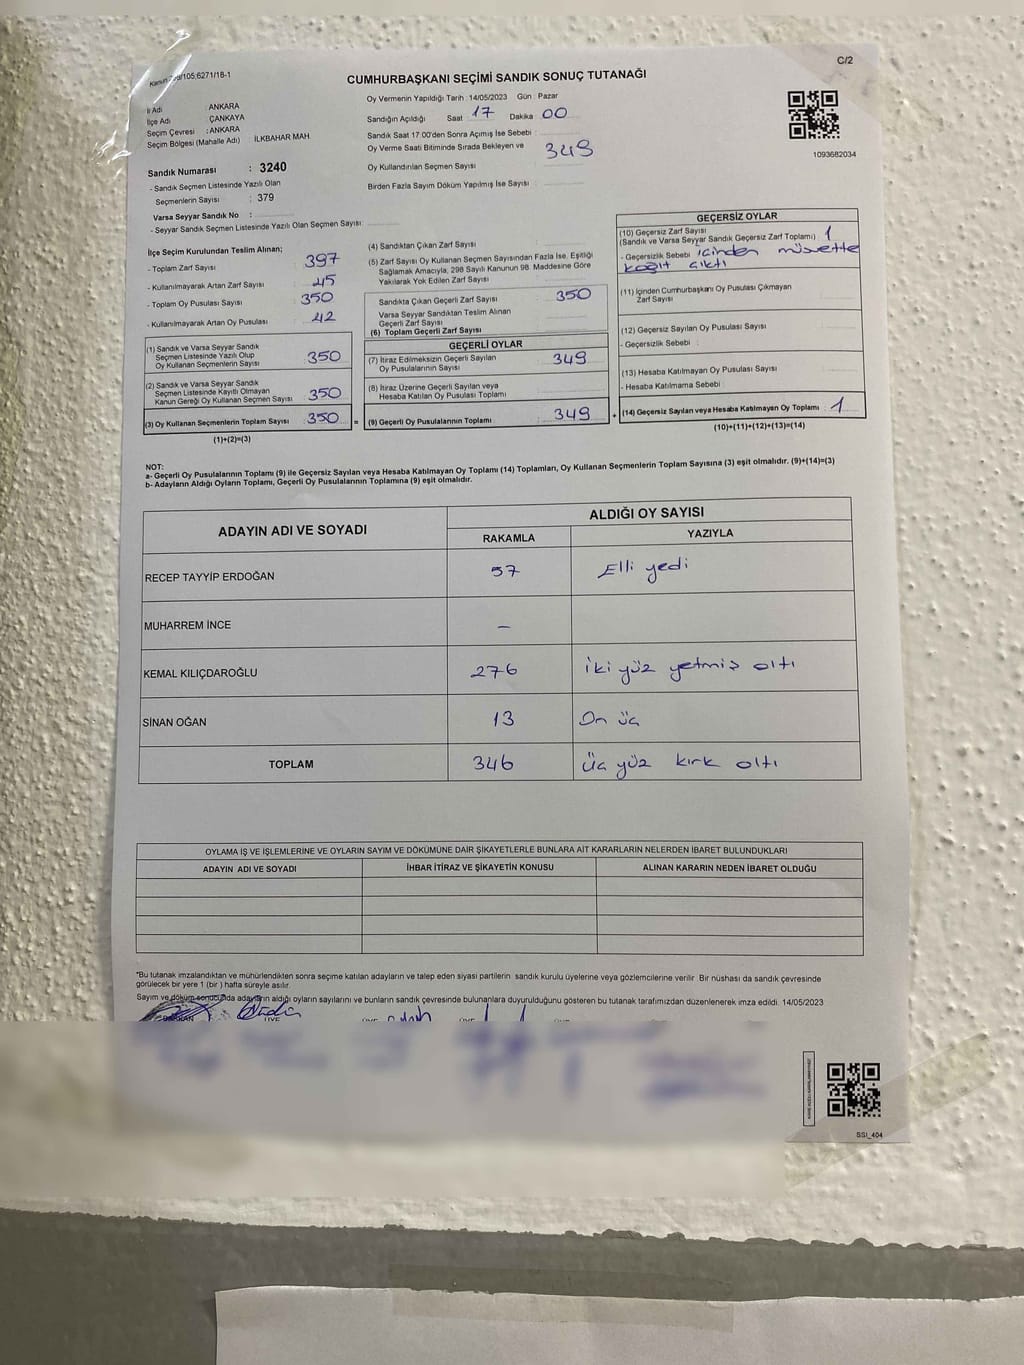 Kanun
105;6271/18-1
C/2
CUMHURBAŞKANI SEÇİMİ SANDIK SONUÇ TUTANAĞI
İl Adı : ANKARA
İlçe Adı : ÇANKAYA
Seçim Çevresi : ANKARA
Seçim Bölgesi (Mahalle Adı) : İLKBAHAR MAH
Sandık Numarası : 3240
- Sandık Seçmen Listesinde Yazılı Olan
Seçmenlerin Sayısı : 379
Varsa Seyyar Sandık No :
- Seyyar Sandık Seçmen Listesinde Yazılı Olan Seçmen Sayısı:
Oy Vermenin Yapıldığı Tarih :14/05/2023 Gün : Pazar
Sandığın Açıldığı Saat : 17 Dakika : 00
Sandık Saat 17.00'den Sonra Açımış İse Sebebi :
Oy Verme Saati Bitiminde Sırada Bekleyen ve 349
Oy Kullandırılan Seçmen Sayısı
Birden Fazla Sayım Döküm Yapılmış İse Sayısı :
1093682034
İlçe Seçim Kurulundan Teslim Alınan;
- Toplam Zarf Sayısı : 397
- Kullanılmayarak Artan Zarf Sayısı : 45
- Toplam Oy Pusulası Sayısı : 350
- Kullanılmayarak Artan Oy Pusulası : 42
(1) Sandık ve Varsa Seyyar Sandık
Seçmen Listesinde Yazılı Olup
Oy Kullanan Seçmenlerin Sayısı : 350
(2) Sandık ve Varsa Seyyar Sandık
Seçmen Listesinde Kayıtlı Olmayan
Kanun Gereği Oy Kullanan Seçmen Sayısı : 350
(3) Oy Kullanan Seçmenlerin Toplam Sayısı : 350
(1)+(2)=(3)
(4) Sandıktan Çıkan Zarf Sayısı :
(5) Zarf Sayısı Oy Kullanan Seçmen Sayısından Fazla İse, Eşitliği
Sağlamak Amacıyla, 298 Sayılı Kanunun 98. Maddesine Göre
Yakılarak Yok Edilen Zarf Sayısı :
Sandıkta Çıkan Geçerli Zarf Sayısı : 350
Varsa Seyyar Sandıktan Teslim Alınan
Geçerli Zarf Sayısı :
(6) Toplam Geçerli Zarf Sayısı :
GEÇERLİ OYLAR
(7) İtiraz Edilmeksizin Geçerli Sayılan
Oy Pusulasının Sayısı : 349
(8) İtiraz Üzerine Geçerli Sayılan veya
Hesaba Katılan Oy Pusulası Toplamı :
= (9) Geçerli Oy Pusulalarının Toplamı : 349 +
GEÇERSİZ OYLAR
(10) Geçersiz Zarf Sayısı
(Sandık ve Varsa Seyyar Sandık Geçersiz Zarf Toplamı) : 1
- Geçersizlik Sebebi : içinden müsvette
kağıt çıktı
(11) İçinden Cumhurbaşkanı Oy Pusulası Çıkmayan
Zarf Sayısı :
(12) Geçersiz Sayılan Oy Pusulası Sayısı :
- Geçersizlik Sebebi :
(13) Hesaba Katılmayan Oy Pusulası Sayısı :
- Hesaba Katılmama Sebebi :
(14) Geçersiz Sayılan veya Hesaba Katılmayan Oy Toplamı : 1
(10)+(11)+(12)+(13)=(14)
NOT:
a- Geçerli Oy Pusulalarının Toplamı (9) ile Geçersiz Sayılan veya Hesaba Katılmayan Oy Toplamı (14) Toplamları, Oy Kullanan Seçmenlerin Toplam Sayısına (3) eşit olmalıdır. (9)+(14)=(3)
b- Adayların Aldığı Oyların Toplamı, Geçerli Oy Pusulalarının Toplamına (9) eşit olmalıdır.
ADAYIN ADI VE SOYADI ALDIĞI OY SAYISI
RAKAMLA YAZIYLA
RECEP TAYYİP ERDOĞAN 57 Elli yedi
MUHARREM İNCE –
KEMAL KILIÇDAROĞLU 276 iki yüz yetmiş altı
SİNAN OĞAN 13 On üç
TOPLAM 346 üç yüz kırk altı
OYLAMA İŞ VE İŞLEMLERİNE VE OYLARIN SAYIM VE DÖKÜMÜNE DAİR ŞİKAYETLERLE BUNLARA AİT KARARLARIN NELERDEN İBARET BULUNDUKLARI
ADAYIN ADI VE SOYADI İHBAR İTİRAZ VE ŞİKAYETİN KONUSU ALINAN KARARIN NEDEN İBARET OLDUĞU
*Bu tutanak imzalandıktan ve mühürlendikten sonra seçime katılan adayların ve talep eden siyasi partilerin sandık kurulu üyelerine veya gözlemcilerine verilir. Bir nüshası da sandık çevresinde
görülecek bir yere 1 (bir) hafta süreyle asılır.
Sayım ve döküm sonucunda adayların aldığı oyların sayılarını ve bunların sandık çevresinde bulunanlara duyurulduğunu gösteren bu tutanak tarafımızdan düzenlenerek imza edildi. 14/05/2023
SSI_404